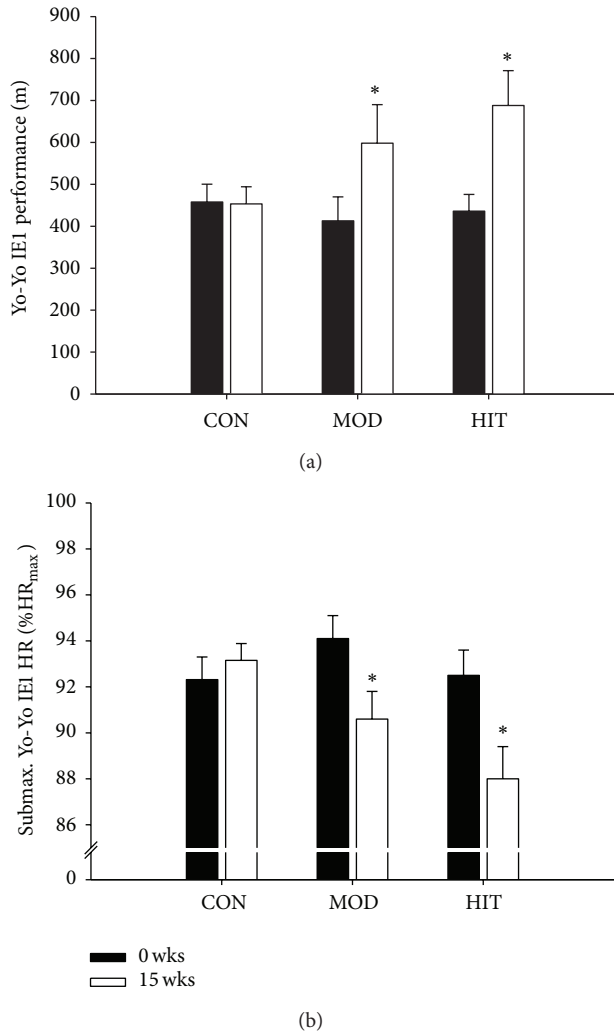 Yo-Yo IE1 performance (m)
900
800
700
600
500
400
300
200
100
0
*
*
CON MOD HIT
(a)
Submax. Yo-Yo IE1 HR (%HRmax)
100
98
96
94
92
90
88
86
0
*
*
CON MOD HIT
0 wks
15 wks
(b)